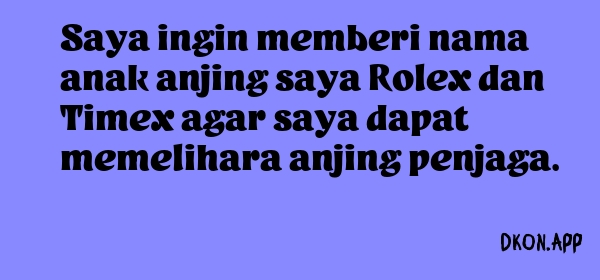 Saya ingin memberi nama
anak anjing saya Rolex dan
Timex agar saya dapat
memelihara anjing penjaga.
DKON.APP